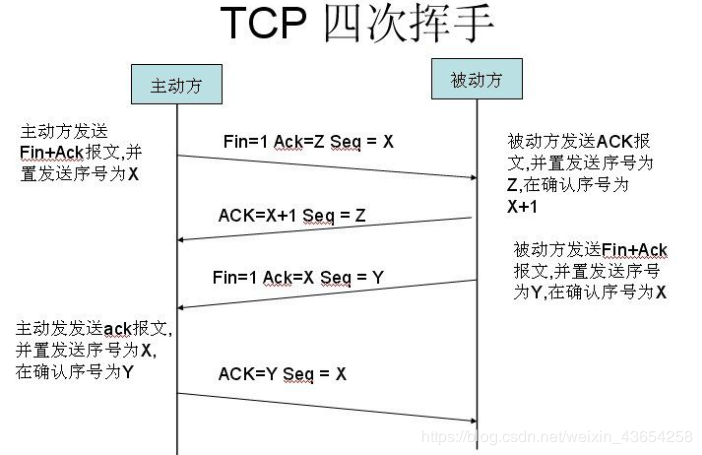 TCP 四次挥手
主动方
被动方
主动方发送
Fin+Ack报文,并
置发送序号为X
Fin=1 Ack=Z Seq = X
被动方发送ACK报
文,并置发送序号为
Z,在确认序号为
X+1
ACK=X+1 Seq = Z
被动方发送Fin+Ack
报文,并置发送序号
为Y,在确认序号为X
Fin=1 Ack=X Seq = Y
主动发发送ack报文,
并置发送序号为X,
在确认序号为Y
ACK=Y Seq = X
https://blog.csdn.net/weixin_43654258